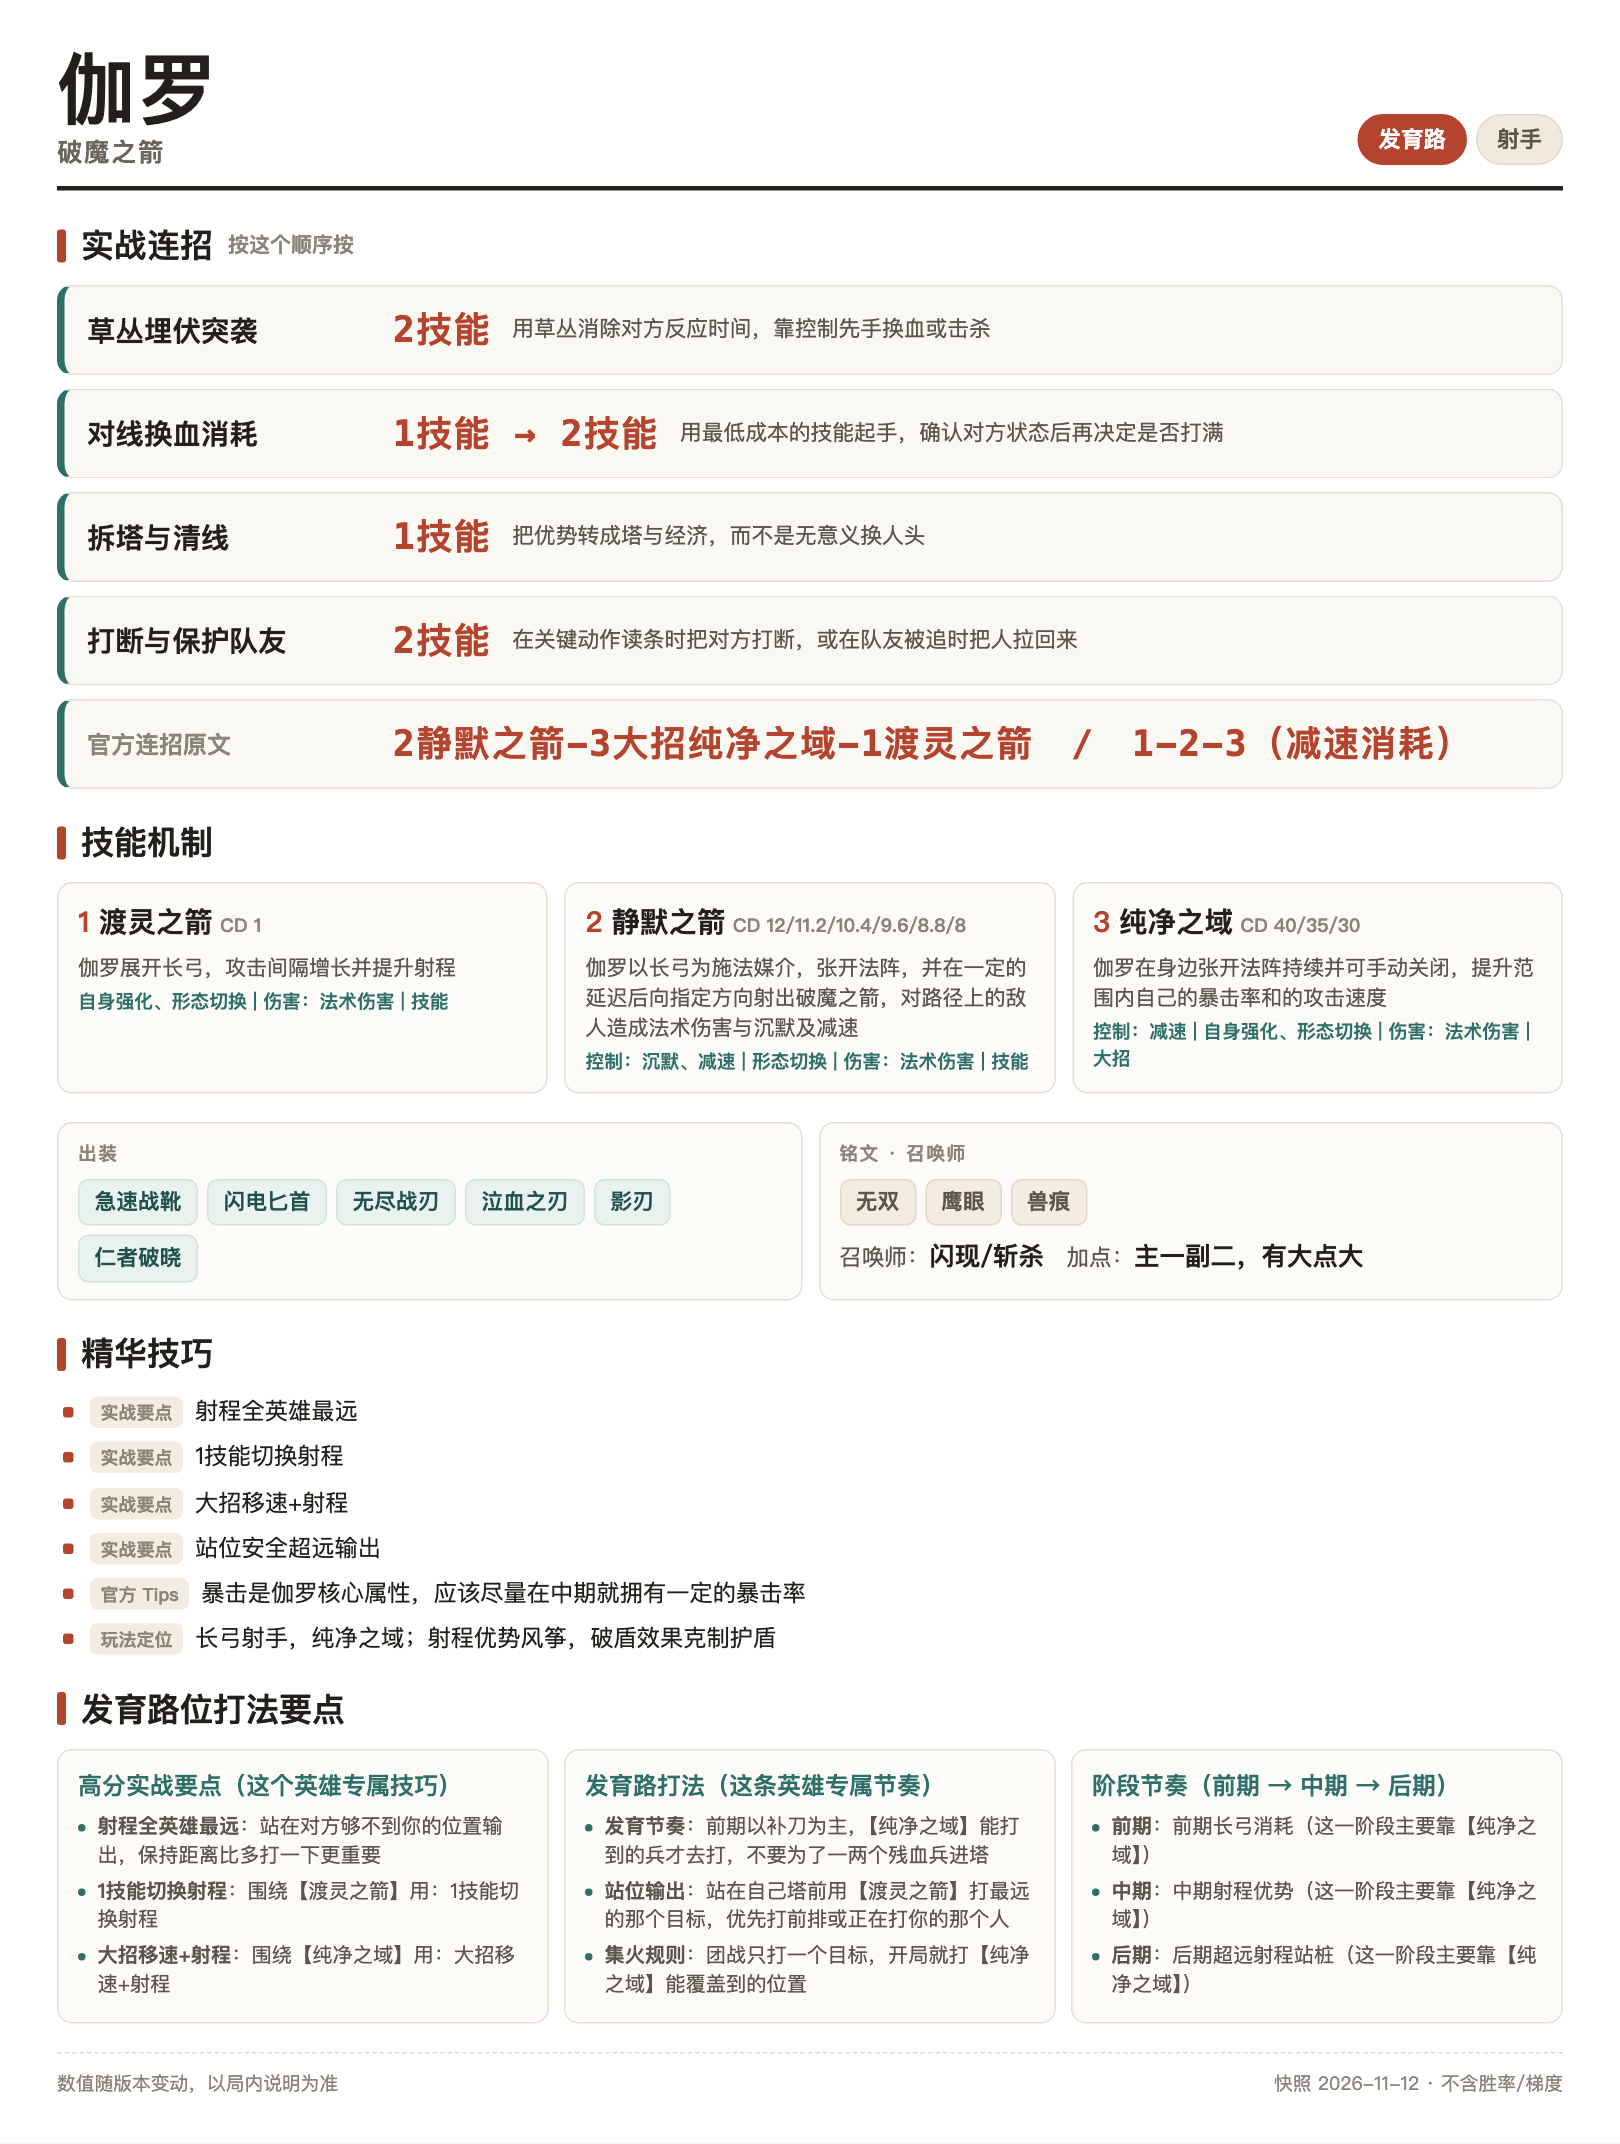 伽罗
破魔之箭
发育路 射手
实战连招 按这个顺序按
草丛埋伏突袭 2技能 用草丛消除对方反应时间，靠控制先手换血或击杀
对线换血消耗 1技能 → 2技能 用最低成本的技能起手，确认对方状态后再决定是否打满
拆塔与清线 1技能 把优势转成塔与经济，而不是无意义换人头
打断与保护队友 2技能 在关键动作读条时把对方打断，或在队友被追时把人拉回来
官方连招原文 2静默之箭-3大招纯净之域-1渡灵之箭 / 1-2-3（减速消耗）
技能机制
1 渡灵之箭 CD 1
伽罗展开长弓，攻击间隔增长并提升射程
自身强化、形态切换 | 伤害：法术伤害 | 技能
2 静默之箭 CD 12/11.2/10.4/9.6/8.8/8
伽罗以长弓为施法媒介，张开法阵，并在一定的
延迟后向指定方向射出破魔之箭，对路径上的敌
人造成法术伤害与沉默及减速
控制：沉默、减速 | 形态切换 | 伤害：法术伤害 | 技能
3 纯净之域 CD 40/35/30
伽罗在身边张开法阵持续并可手动关闭，提升范
围内自己的暴击率和的攻击速度
控制：减速 | 自身强化、形态切换 | 伤害：法术伤害 |
大招
出装
急速战靴 闪电匕首 无尽战刃 泣血之刃 影刃
仁者破晓
铭文 · 召唤师
无双 鹰眼 兽痕
召唤师：闪现/斩杀 加点：主一副二，有大点大
精华技巧
实战要点 射程全英雄最远
实战要点 1技能切换射程
实战要点 大招移速+射程
实战要点 站位安全超远输出
官方 Tips 暴击是伽罗核心属性，应该尽量在中期就拥有一定的暴击率
玩法定位 长弓射手，纯净之域；射程优势风筝，破盾效果克制护盾
发育路位打法要点
高分实战要点（这个英雄专属技巧）
射程全英雄最远：站在对方够不到你的位置输
出，保持距离比多打一下更重要
1技能切换射程：围绕【渡灵之箭】用：1技能切
换射程
大招移速+射程：围绕【纯净之域】用：大招移
速+射程
发育路打法（这条英雄专属节奏）
发育节奏：前期以补刀为主，【纯净之域】能打
到的兵才去打，不要为了一两个残血兵进塔
站位输出：站在自己塔前用【渡灵之箭】打最远
的那个目标，优先打前排或正在打你的那个人
集火规则：团战只打一个目标，开局就打【纯净
之域】能覆盖到的位置
阶段节奏（前期 → 中期 → 后期）
前期：前期长弓消耗（这一阶段主要靠【纯净之
域】）
中期：中期射程优势（这一阶段主要靠【纯净之
域】）
后期：后期超远射程站桩（这一阶段主要靠【纯
净之域】）
数值随版本变动，以局内说明为准
快照 2026-11-12 · 不含胜率/梯度